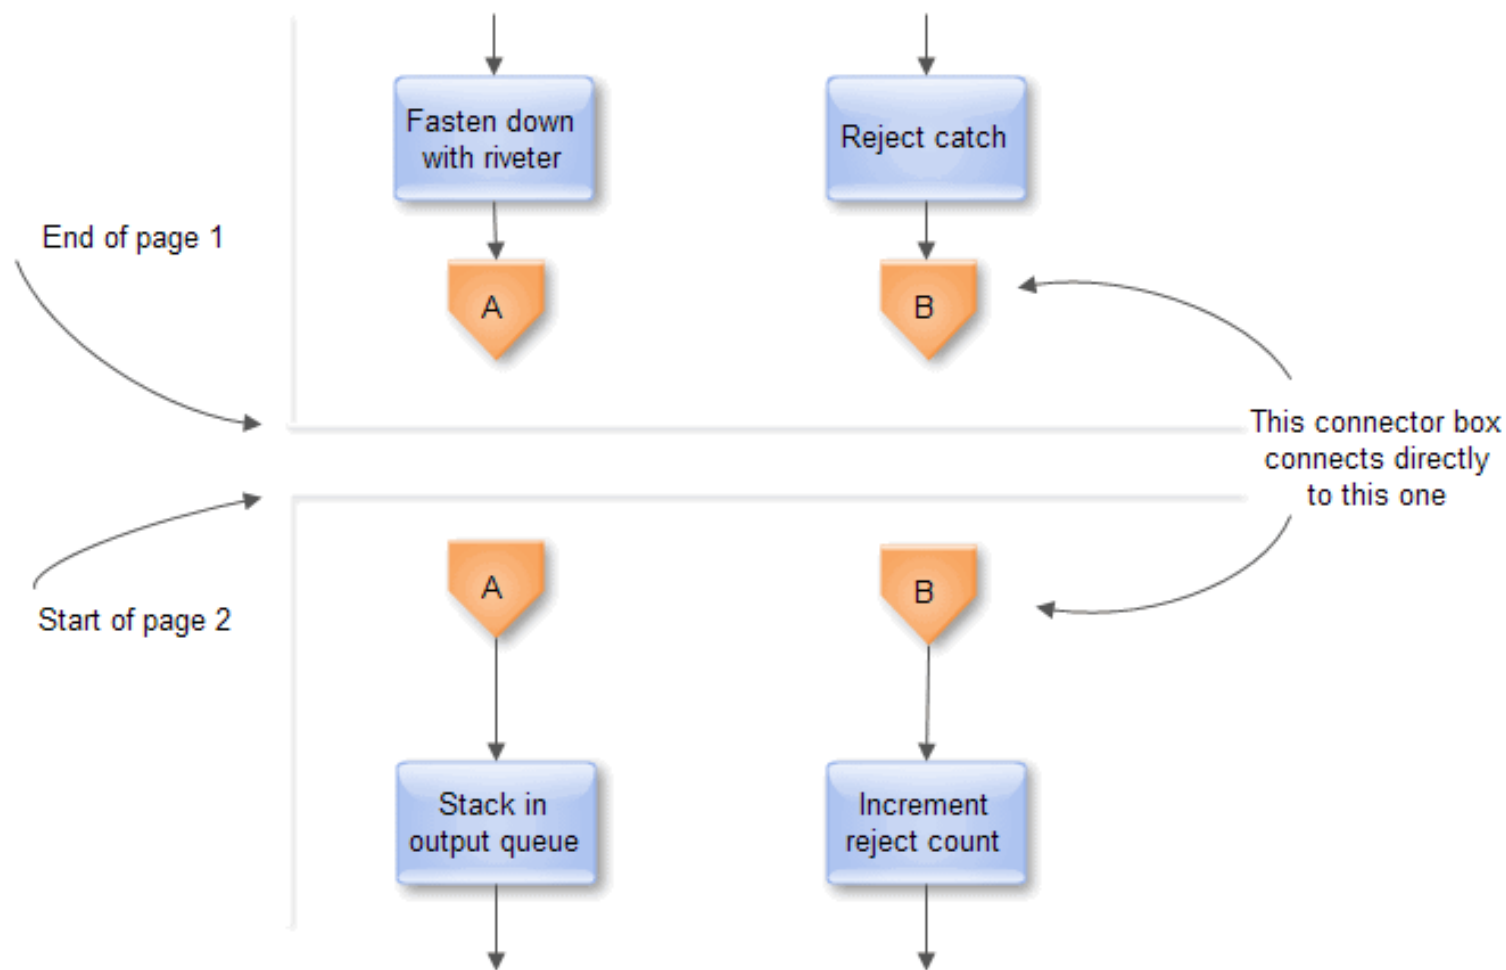 Fasten down
with riveter
Reject catch
End of page 1
A
B
This connector box
connects directly
to this one
A
B
Start of page 2
Stack in
output queue
Increment
reject count